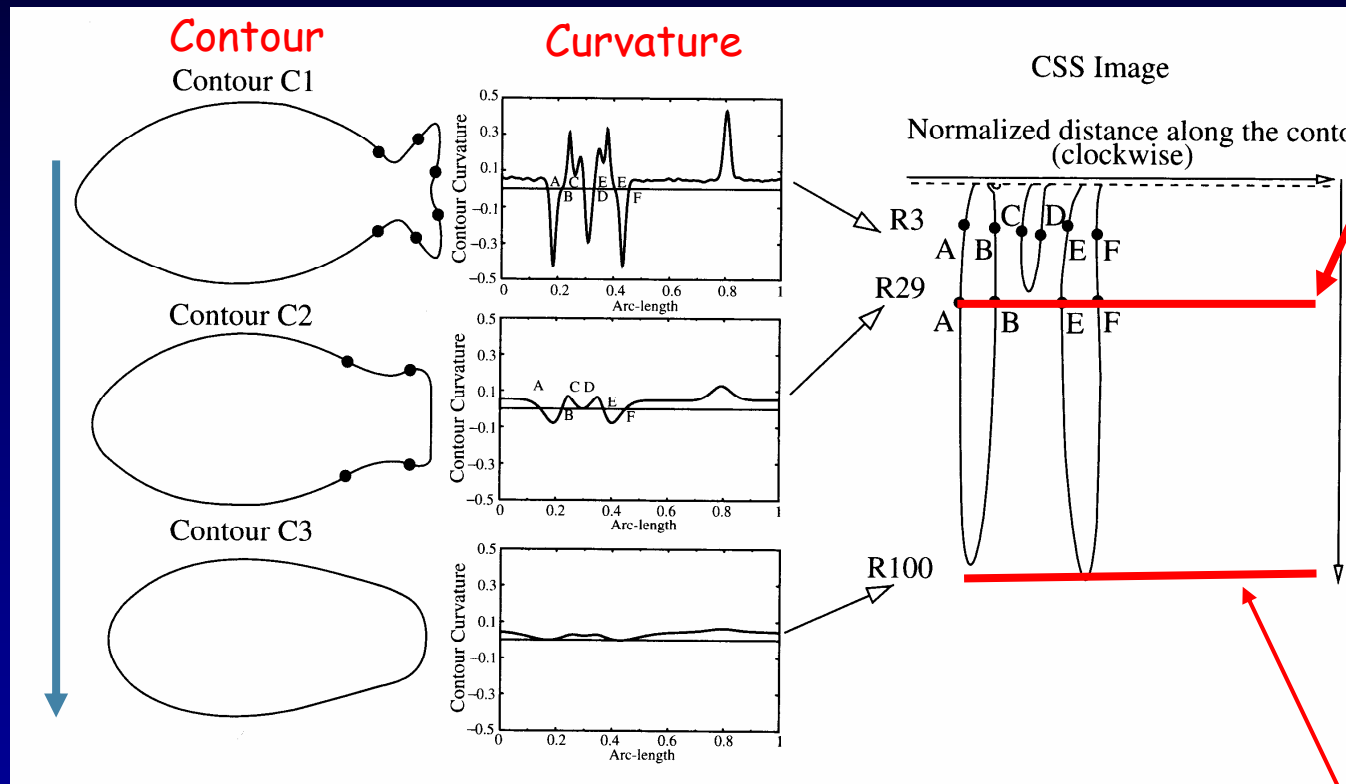 Contour
Curvature
Contour C1
CSS Image
Normalized distance along the conto
(clockwise)
0.5
0.3
0.1
−0.1
−0.3
−0.5
Contour Curvature
A C E E
B D F
0 0.2 0.4 0.6 0.8 1
Arc-length
R3
A B C D E F
R29
A B E F
Contour C2
0.5
0.3
0.1
−0.1
−0.3
−0.5
Contour Curvature
A C D E
B F
0 0.2 0.4 0.6 0.8 1
Arc-length
Contour C3
0.5
0.3
0.1
−0.1
−0.3
−0.5
Contour Curvature
0 0.2 0.4 0.6 0.8 1
Arc-length
R100